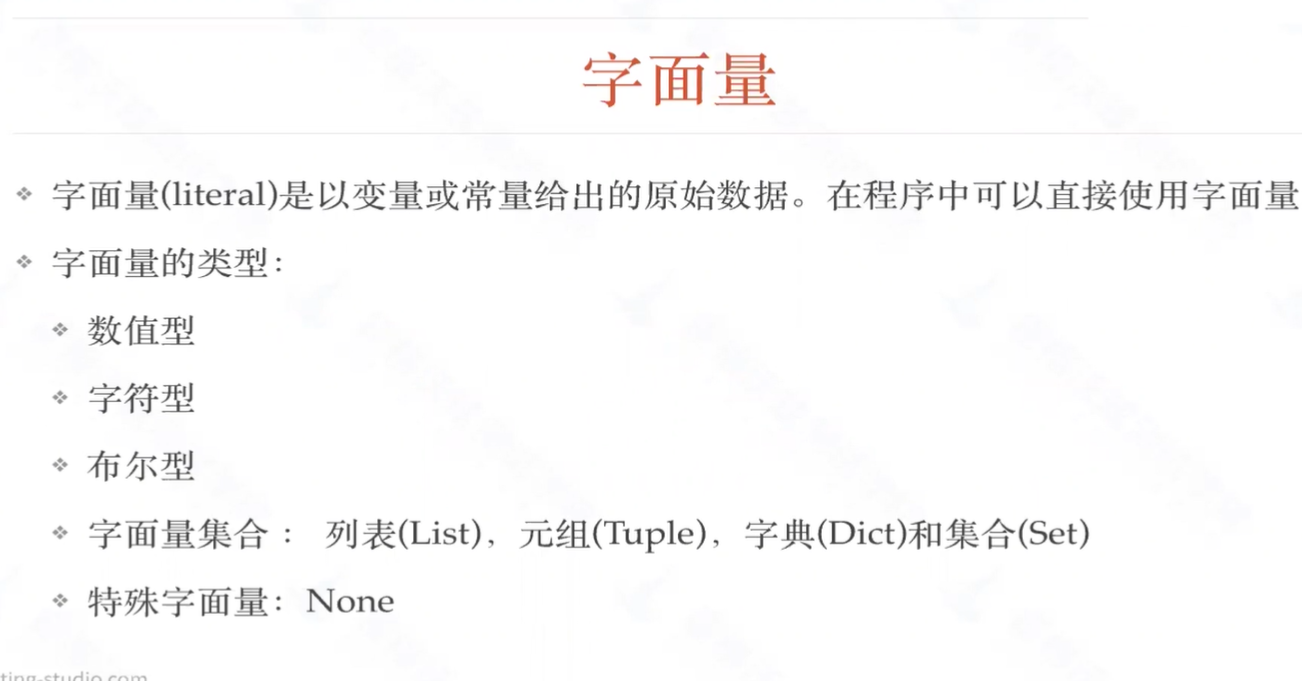 字面量
❖ 字面量(literal)是以变量或常量给出的原始数据。在程序中可以直接使用字面量
❖ 字面量的类型：
❖ 数值型
❖ 字符型
❖ 布尔型
❖ 字面量集合： 列表(List)，元组(Tuple)，字典(Dict)和集合(Set)
❖ 特殊字面量：None
ting-studio.com